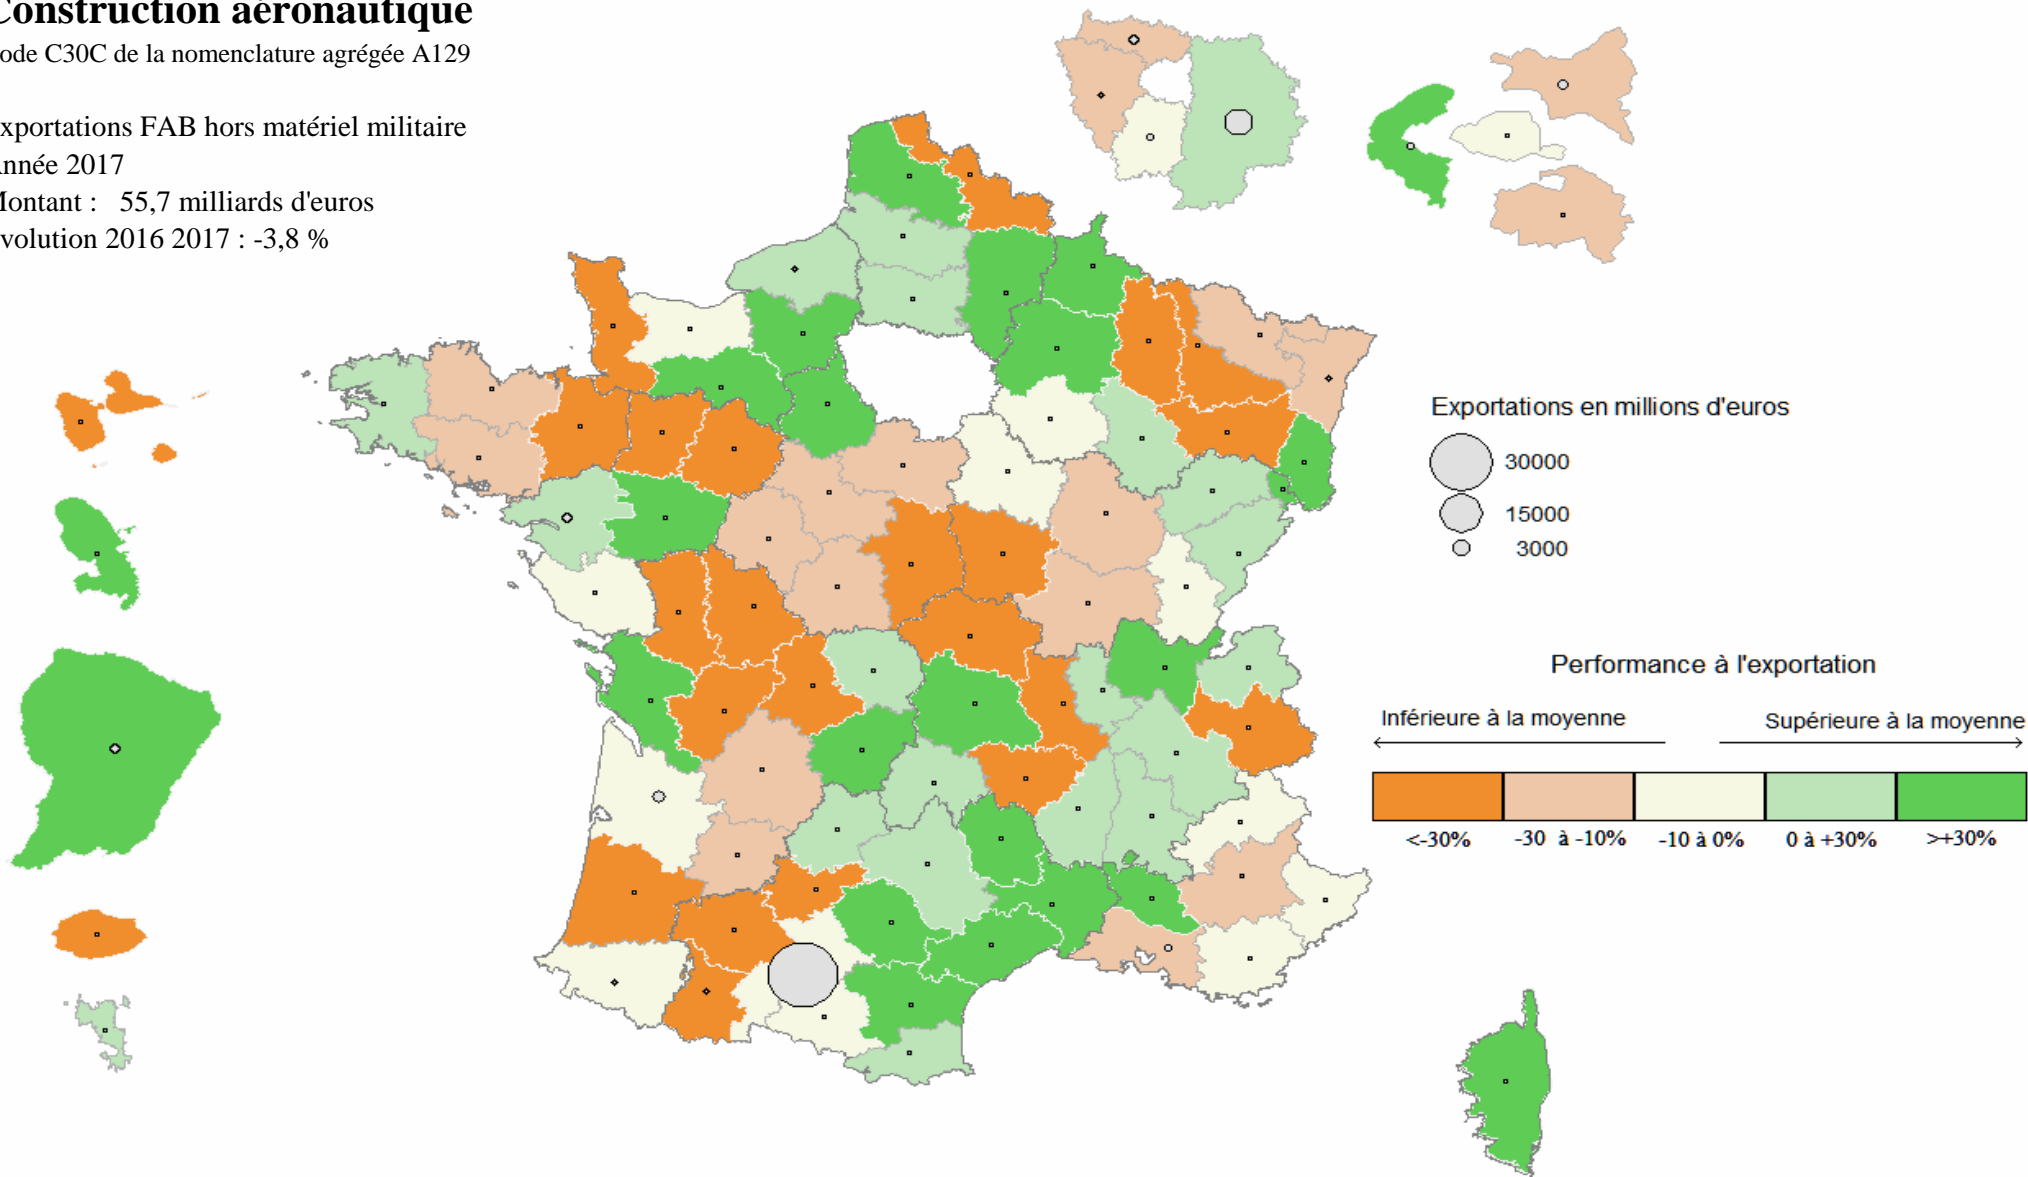 Construction aéronautique
ode C30C de la nomenclature agrégée A129
xportations FAB hors matériel militaire
Année 2017
Montant : 55,7 milliards d'euros
volution 2016 2017 : -3,8 %
Exportations en millions d'euros
30000
15000
3000
Performance à l'exportation
Inférieure à la moyenne
Supérieure à la moyenne
<-30%
-30 à -10%
-10 à 0%
0 à +30%
>+30%